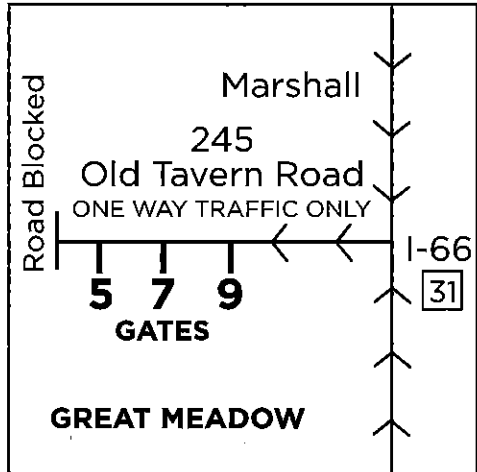 Marshall
245
Old Tavern Road
ONE WAY TRAFFIC ONLY
Road Blocked
I-66
31
5 7 9
GATES
GREAT MEADOW